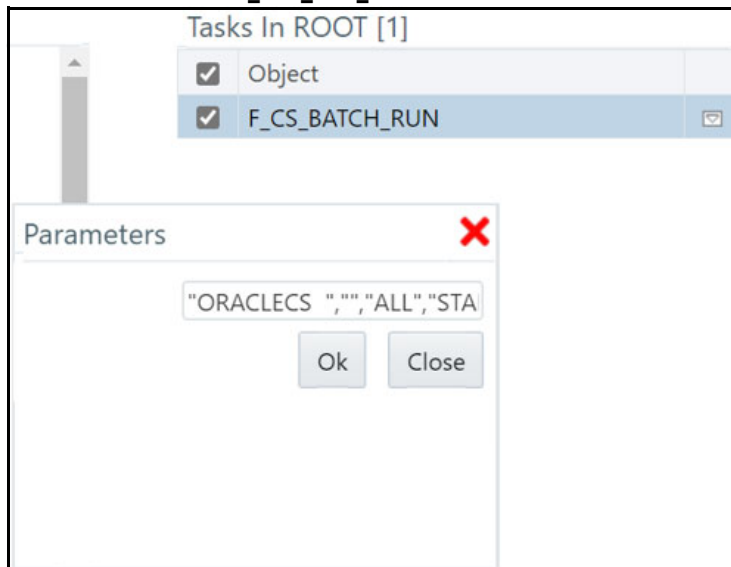 Tasks In ROOT [1]
Object
F_CS_BATCH_RUN
Parameters
"ORACLECS ","","ALL","STA
Ok Close